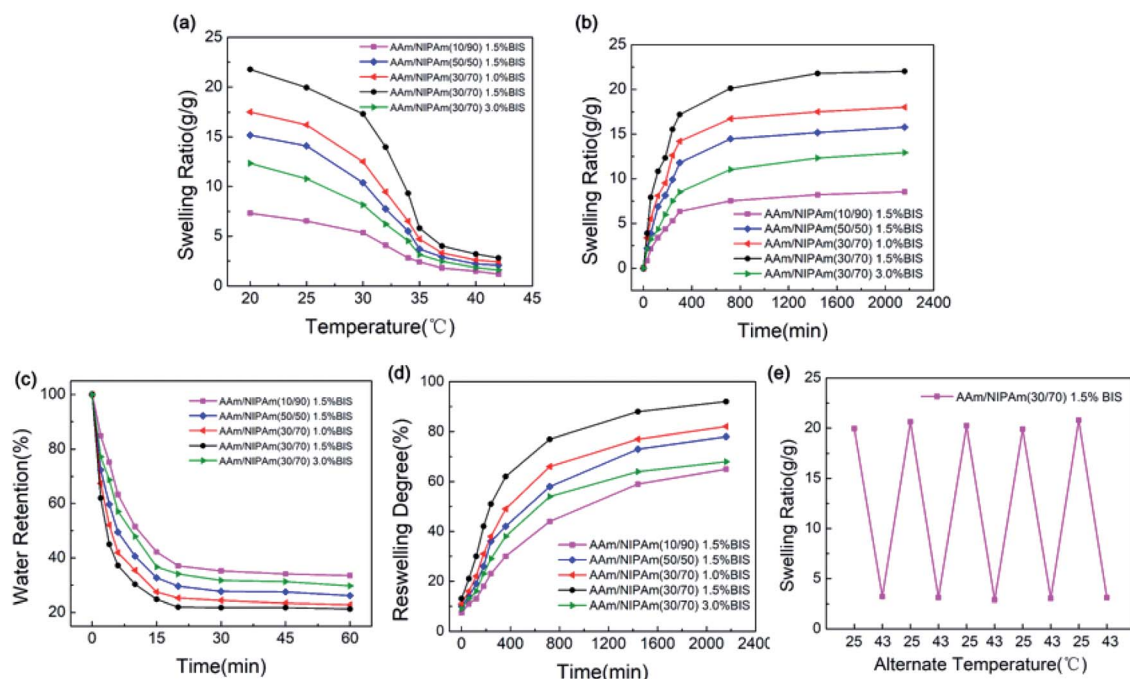 (a)
25
20
15
10
5
0
Swelling Ratio(g/g)
AAm/NIPAm(10/90) 1.5%BIS
AAm/NIPAm(50/50) 1.5%BIS
AAm/NIPAm(30/70) 1.0%BIS
AAm/NIPAm(30/70) 1.5%BIS
AAm/NIPAm(30/70) 3.0%BIS
20 25 30 35 40 45
Temperature(℃)
(b)
25
20
15
10
5
0
Swelling Ratio(g/g)
AAm/NIPAm(10/90) 1.5%BIS
AAm/NIPAm(50/50) 1.5%BIS
AAm/NIPAm(30/70) 1.0%BIS
AAm/NIPAm(30/70) 1.5%BIS
AAm/NIPAm(30/70) 3.0%BIS
0 400 800 1200 1600 2000 2400
Time(min)
(c)
100
80
60
40
20
Water Retention(%)
AAm/NIPAm(10/90) 1.5%BIS
AAm/NIPAm(50/50) 1.5%BIS
AAm/NIPAm(30/70) 1.0%BIS
AAm/NIPAm(30/70) 1.5%BIS
AAm/NIPAm(30/70) 3.0%BIS
0 15 30 45 60
Time(min)
(d)
100
80
60
40
20
0
Reswelling Degree(%)
AAm/NIPAm(10/90) 1.5%BIS
AAm/NIPAm(50/50) 1.5%BIS
AAm/NIPAm(30/70) 1.0%BIS
AAm/NIPAm(30/70) 1.5%BIS
AAm/NIPAm(30/70) 3.0%BIS
0 400 800 1200 1600 2000 2400
Time(min)
(e)
25
20
15
10
5
0
Swelling Ratio(g/g)
AAm/NIPAm(30/70) 1.5% BIS
25 43 25 43 25 43 25 43 25 43
Alternate Temperature(℃)